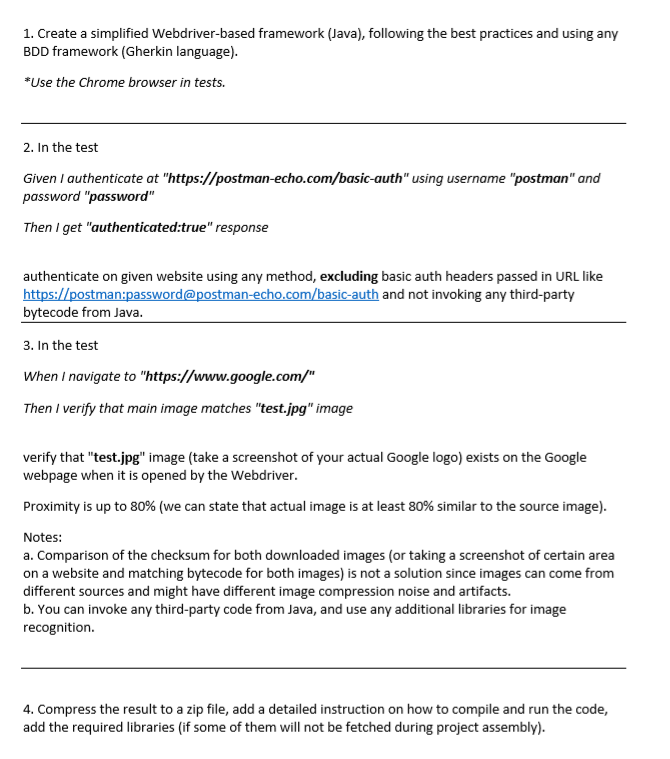 1. Create a simplified Webdriver-based framework (Java), following the best practices and using any
BDD framework (Gherkin language).
*Use the Chrome browser in tests.
2. In the test
Given I authenticate at "https://postman-echo.com/basic-auth" using username "postman" and
password "password"
Then I get "authenticated:true" response
authenticate on given website using any method, excluding basic auth headers passed in URL like
https://postman:password@postman-echo.com/basic-auth and not invoking any third-party
bytecode from Java.
3. In the test
When I navigate to "https://www.google.com/"
Then I verify that main image matches "test.jpg" image
verify that "test.jpg" image (take a screenshot of your actual Google logo) exists on the Google
webpage when it is opened by the Webdriver.
Proximity is up to 80% (we can state that actual image is at least 80% similar to the source image).
Notes:
a. Comparison of the checksum for both downloaded images (or taking a screenshot of certain area
on a website and matching bytecode for both images) is not a solution since images can come from
different sources and might have different image compression noise and artifacts.
b. You can invoke any third-party code from Java, and use any additional libraries for image
recognition.
4. Compress the result to a zip file, add a detailed instruction on how to compile and run the code,
add the required libraries (if some of them will not be fetched during project assembly).